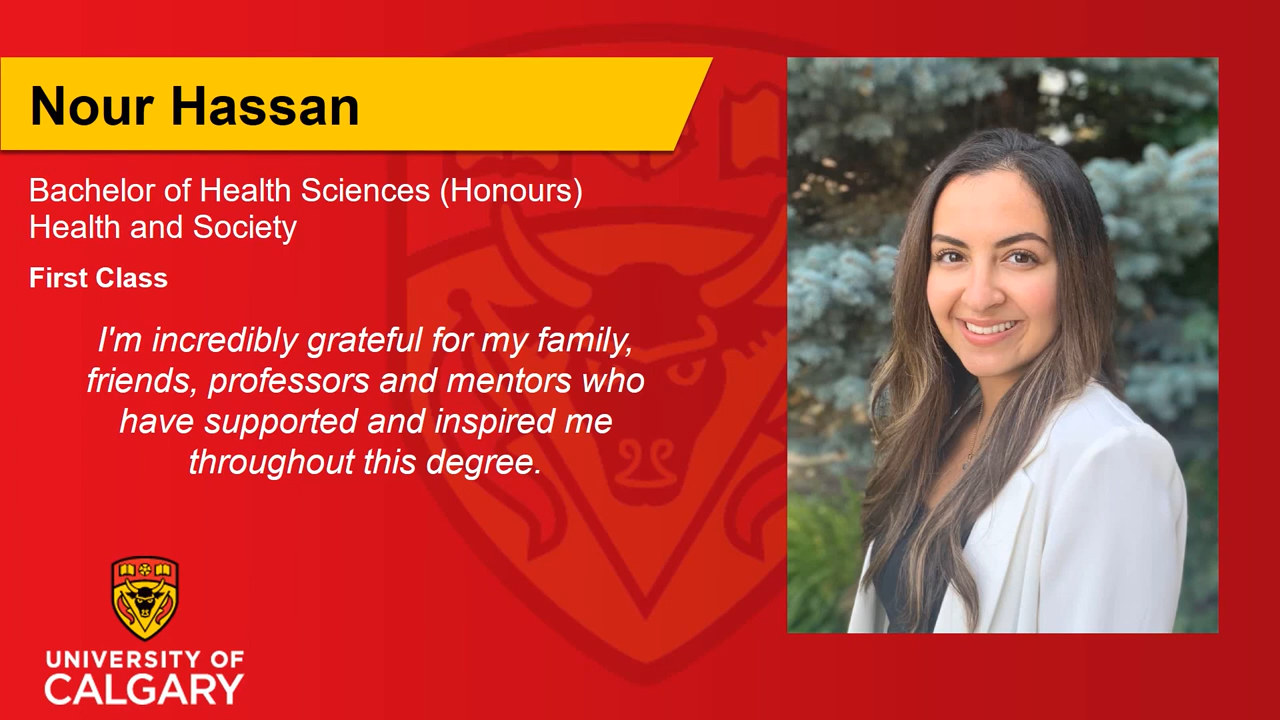 Nour Hassan
Bachelor of Health Sciences (Honours)
Health and Society
First Class
I'm incredibly grateful for my family,
friends, professors and mentors who
have supported and inspired me
throughout this degree.
UNIVERSITY OF
CALGARY